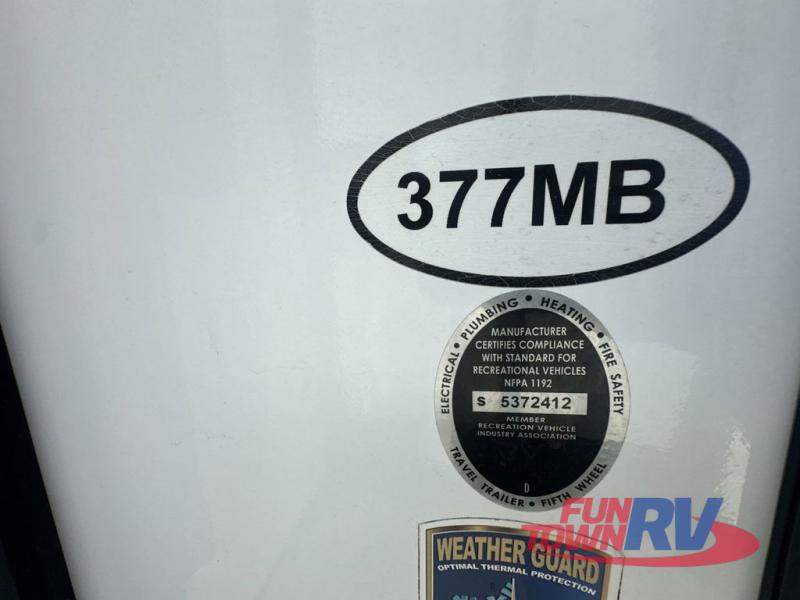 377MB
ELECTRICAL • PLUMBING • HEATING • FIRE SAFETY
MANUFACTURER
CERTIFIES COMPLIANCE
WITH STANDARD FOR
RECREATIONAL VEHICLES
NFPA 1192
S 5372412
MEMBER
RECREATION VEHICLE
INDUSTRY ASSOCIATION
D
TRAVEL TRAILER • FIFTH WHEEL
FUN
TOWN RV
WEATHER GUARD
OPTIMAL THERMAL PROTECTION